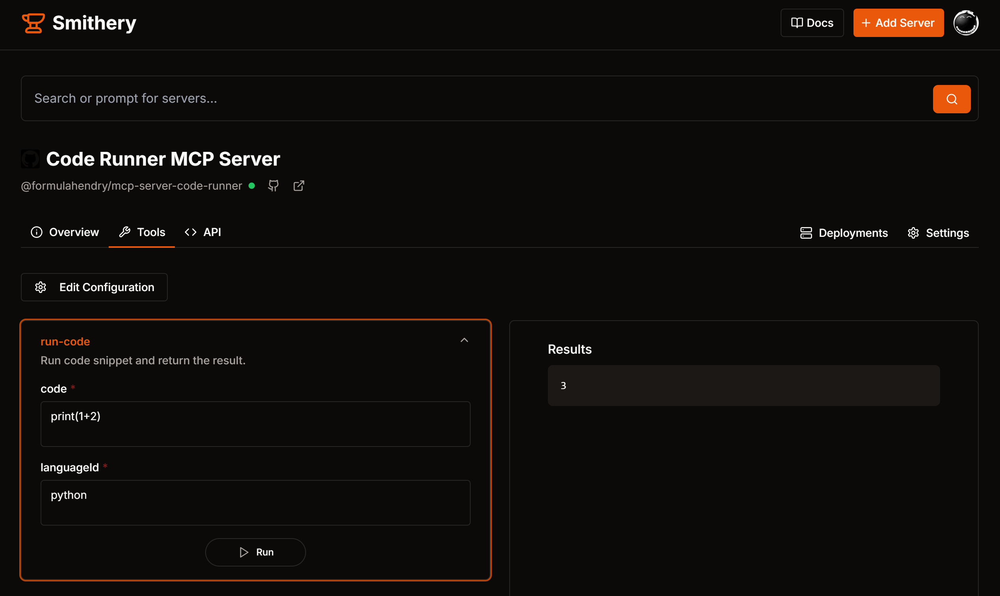 Smithery
Docs
+ Add Server
Search or prompt for servers...
Code Runner MCP Server
@formulahendry/mcp-server-code-runner
Overview
Tools
API
Deployments
Settings
Edit Configuration
run-code
Run code snippet and return the result.
code *
print(1+2)
languageId *
python
Run
Results
3